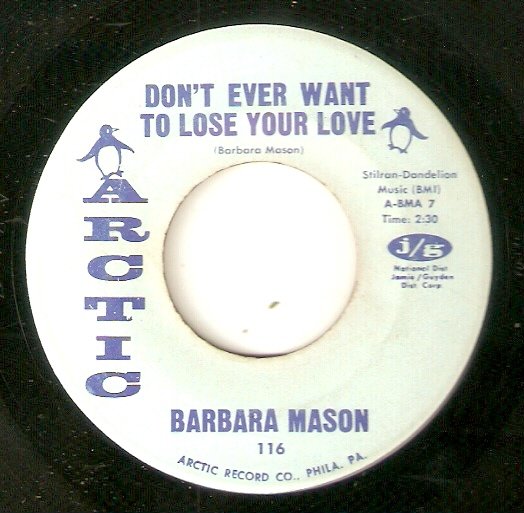 DON'T EVER WANT
TO LOSE YOUR LOVE
(Barbara Mason)
Stilran-Dandelion
Music (BMI)
A-BMA 7
Time: 2:30
j/g
National Dist
Jamie/Guyden
Dist Corp
ARCTIC
BARBARA MASON
116
ARCTIC RECORD CO., PHILA. PA.